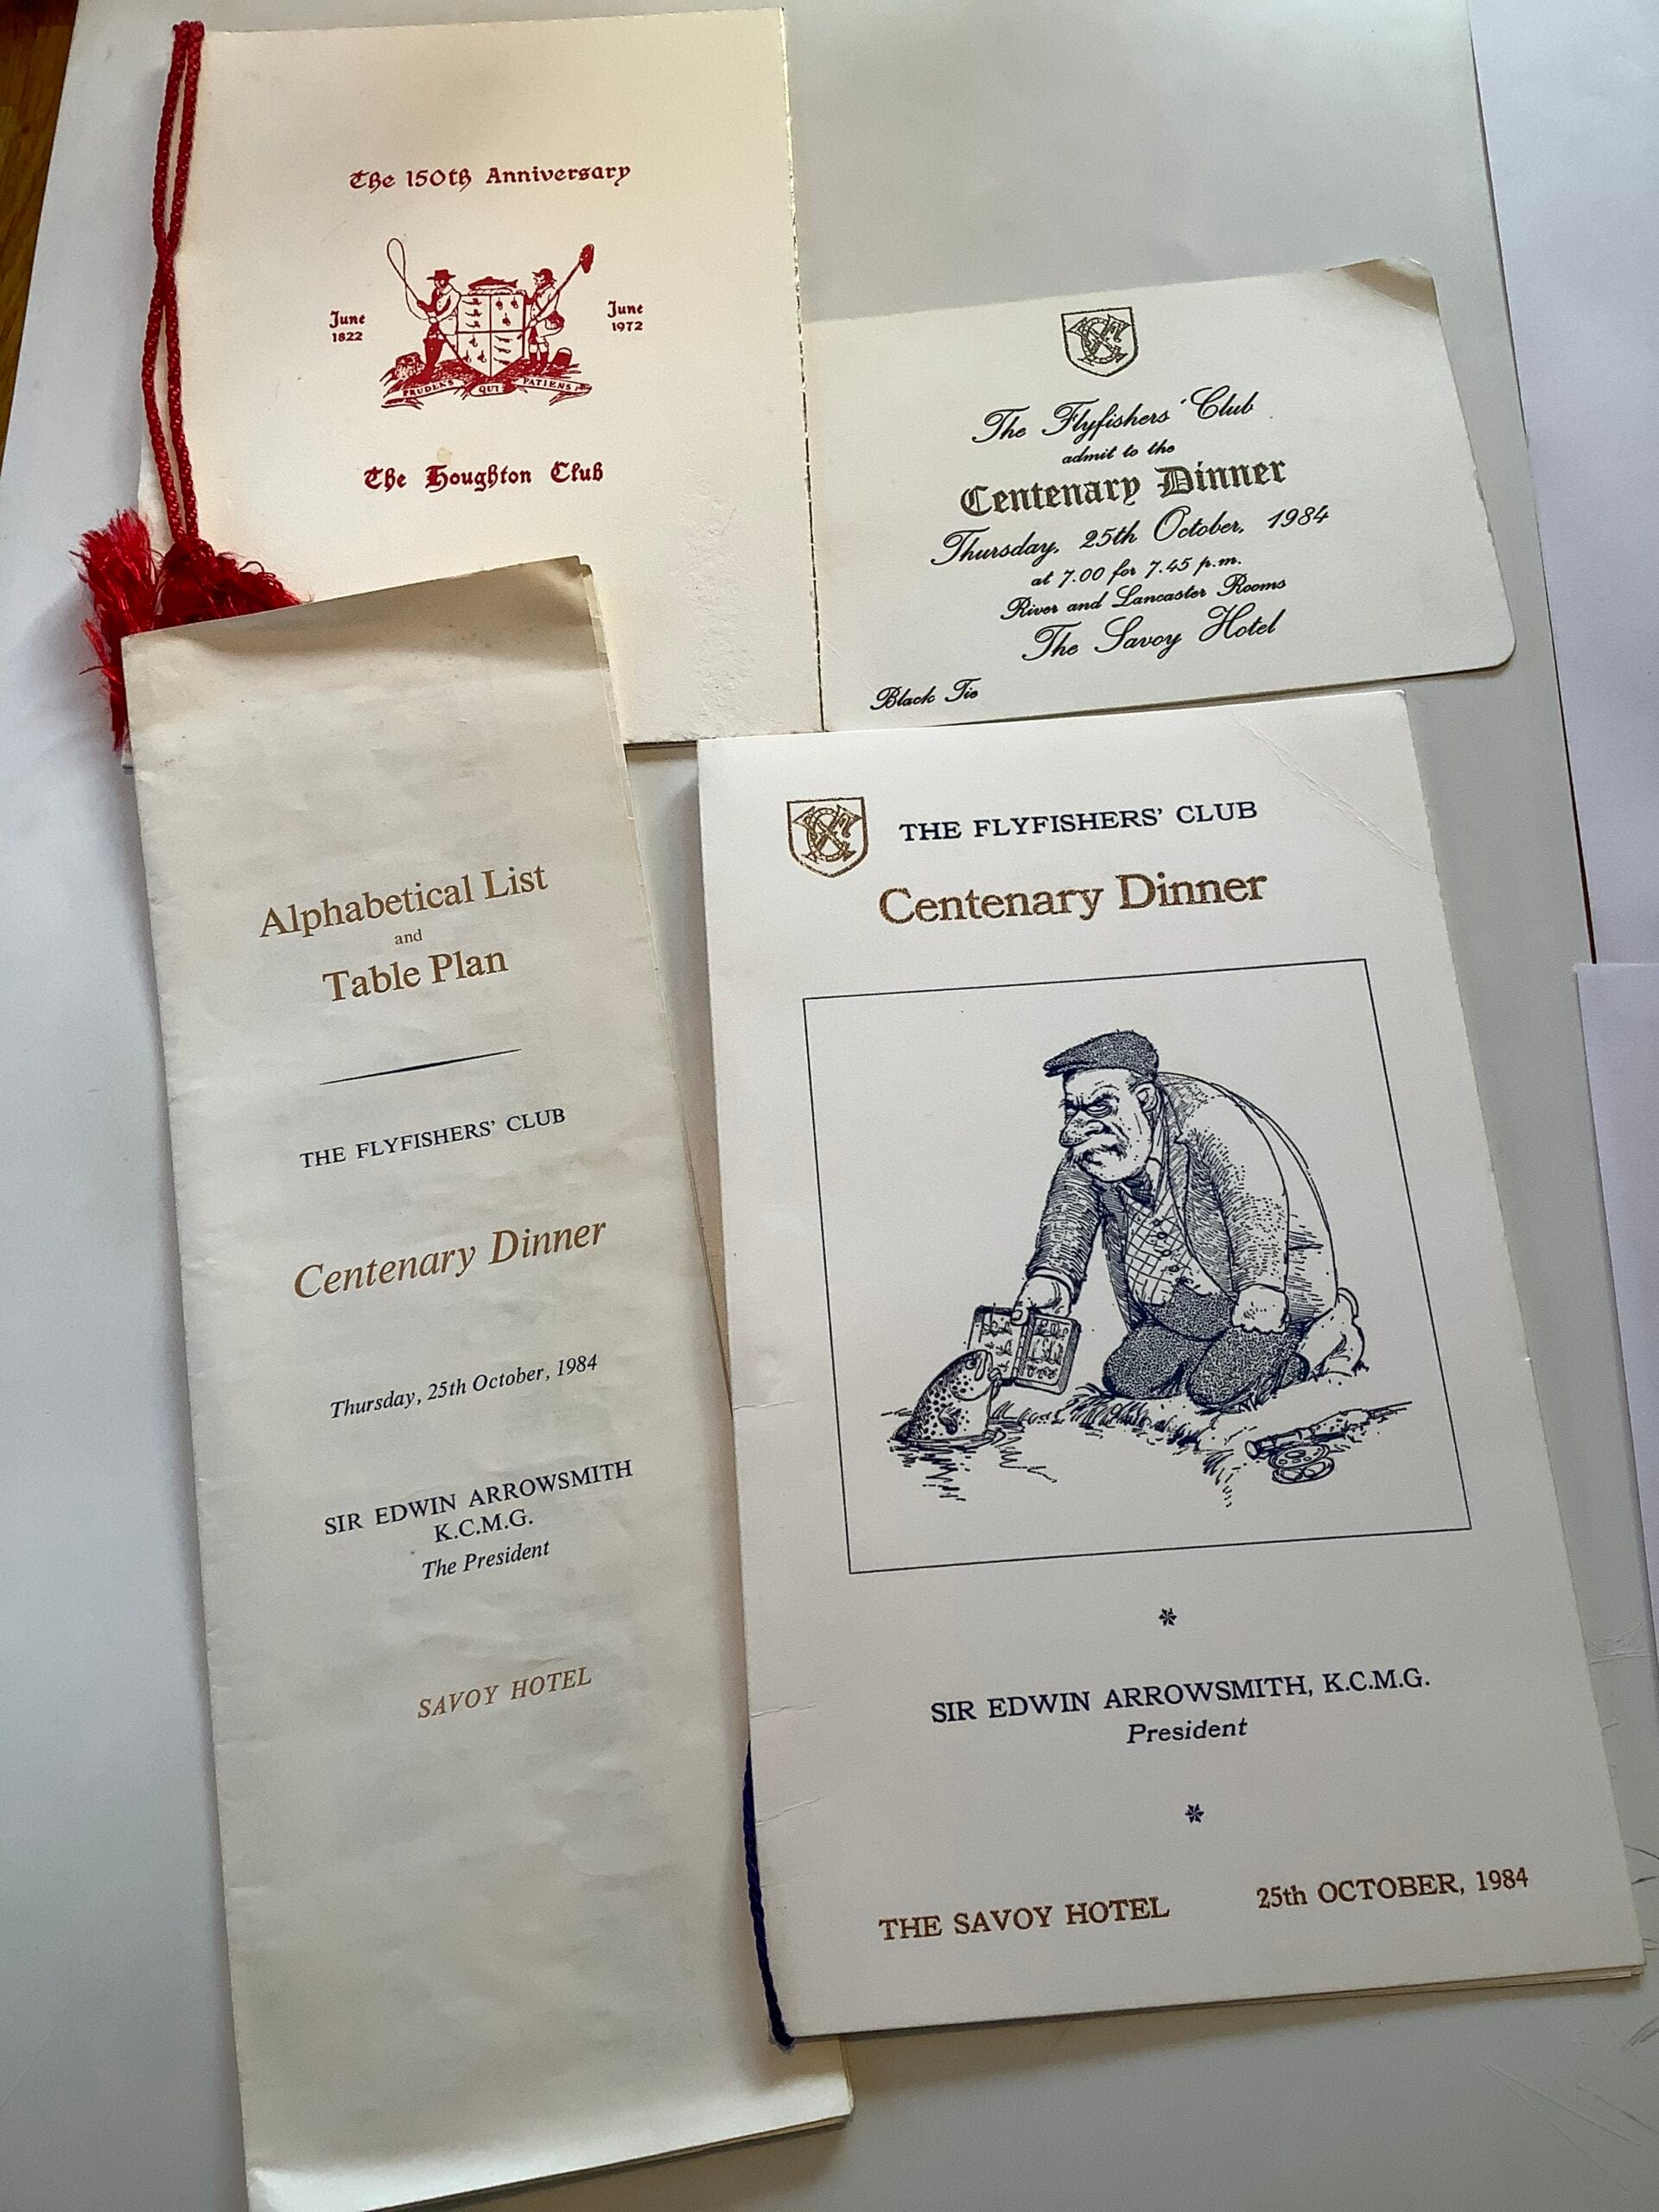 The 150th Anniversary
June
1822
June
1972
PRUDENS QUI PATIENS
The Houghton Club
The Flyfishers' Club
admit to the
Centenary Dinner
Thursday, 25th October, 1984
at 7.00 for 7.45 p.m.
River and Lancaster Rooms
The Savoy Hotel
Black Tie
Alphabetical List
and
Table Plan
THE FLYFISHERS' CLUB
Centenary Dinner
Thursday, 25th October, 1984
SIR EDWIN ARROWSMITH
K.C.M.G.
The President
SAVOY HOTEL
THE FLYFISHERS' CLUB
Centenary Dinner
SIR EDWIN ARROWSMITH, K.C.M.G.
President
THE SAVOY HOTEL 25th OCTOBER, 1984